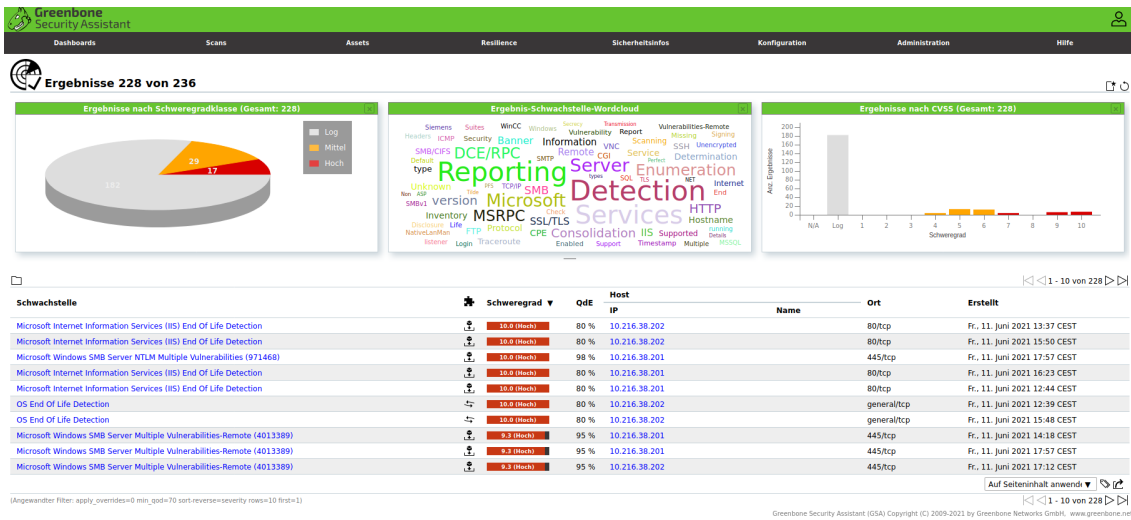 Greenbone
Security Assistant
Dashboards Scans Assets Resilience Sicherheitsinfos Konfiguration Administration Hilfe
Ergebnisse 228 von 236
Ergebnisse nach Schweregradklasse (Gesamt: 228)
Log
Mittel
Hoch
29
17
182
Ergebnis-Schwachstelle-Wordcloud
Siemens Suites WinCC Windows Transmission Vulnerabilities-Remote
Headers ICMP Security Banner Information Vulnerability Report Missing Signing
SMB/CIFS DCE/RPC SMTP Remote CGI VNC Service Scanning SSH Unencrypted
Default type Reporting Server Perfect Determination Enumeration
Unknown PFS TCP/IP SMB types SQL TLS NET Internet
Non ASP Tide Detection End
SMBv1 version Microsoft Services HTTP
Inventory MSRPC Check SSL/TLS Hostname
Disclosure Life FTP Protocol CPE Consolidation IIS Supported running
NativeLanMan Details
listener Login Traceroute Enabled Support Timestamp Multiple MSSQL
Ergebnisse nach CVSS (Gesamt: 228)
Anz. Ergebnisse
200
180
160
140
120
100
80
60
40
20
0
N/A Log 1 2 3 4 5 6 7 8 9 10
Schweregrad
1 - 10 von 228
Schwachstelle Schweregrad ▼ QdE Host Ort Erstellt
IP Name
Microsoft Internet Information Services (IIS) End Of Life Detection 10.0 (Hoch) 80 % 10.216.38.202 80/tcp Fr., 11. Juni 2021 13:37 CEST
Microsoft Internet Information Services (IIS) End Of Life Detection 10.0 (Hoch) 80 % 10.216.38.202 80/tcp Fr., 11. Juni 2021 15:50 CEST
Microsoft Windows SMB Server NTLM Multiple Vulnerabilities (971468) 10.0 (Hoch) 98 % 10.216.38.201 445/tcp Fr., 11. Juni 2021 17:57 CEST
Microsoft Internet Information Services (IIS) End Of Life Detection 10.0 (Hoch) 80 % 10.216.38.201 80/tcp Fr., 11. Juni 2021 16:23 CEST
Microsoft Internet Information Services (IIS) End Of Life Detection 10.0 (Hoch) 80 % 10.216.38.201 80/tcp Fr., 11. Juni 2021 12:44 CEST
OS End Of Life Detection 10.0 (Hoch) 80 % 10.216.38.202 general/tcp Fr., 11. Juni 2021 12:39 CEST
OS End Of Life Detection 10.0 (Hoch) 80 % 10.216.38.202 general/tcp Fr., 11. Juni 2021 15:48 CEST
Microsoft Windows SMB Server Multiple Vulnerabilities-Remote (4013389) 9.3 (Hoch) 95 % 10.216.38.201 445/tcp Fr., 11. Juni 2021 14:18 CEST
Microsoft Windows SMB Server Multiple Vulnerabilities-Remote (4013389) 9.3 (Hoch) 95 % 10.216.38.201 445/tcp Fr., 11. Juni 2021 17:57 CEST
Microsoft Windows SMB Server Multiple Vulnerabilities-Remote (4013389) 9.3 (Hoch) 95 % 10.216.38.202 445/tcp Fr., 11. Juni 2021 17:12 CEST
Auf Seiteninhalt anwende ▼
(Angewandter Filter: apply_overrides=0 min_qod=70 sort-reverse=severity rows=10 first=1)
1 - 10 von 228
Greenbone Security Assistant (GSA) Copyright (C) 2009-2021 by Greenbone Networks GmbH, www.greenbone.ne